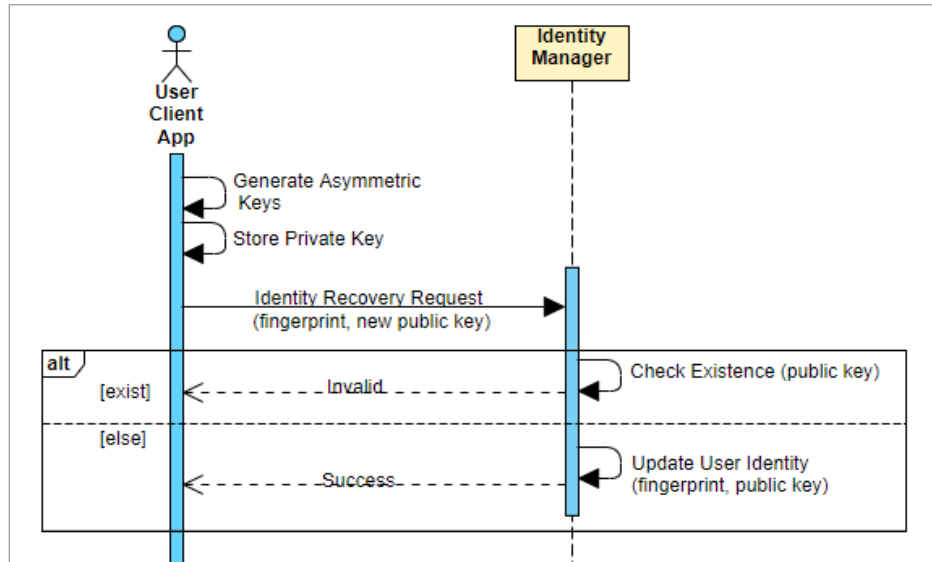 User
Client
App
Identity
Manager
Generate Asymmetric
Keys
Store Private Key
Identity Recovery Request
(fingerprint, new public key)
alt
[exist]
Invalid
Check Existence (public key)
[else]
Success
Update User Identity
(fingerprint, public key)